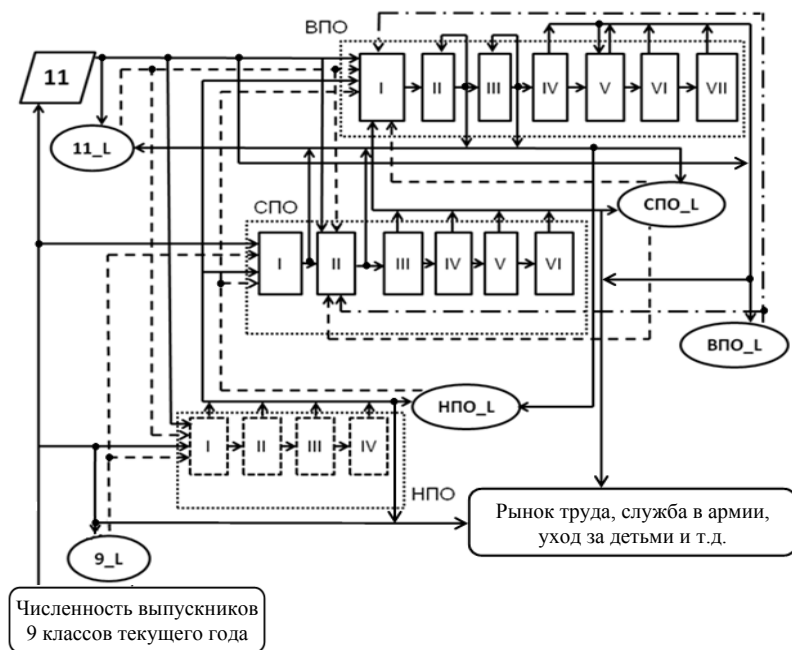 ВПО
11
I II III IV V VI VII
11_L
СПО_L
СПО
I II III IV V VI
ВПО_L
НПО_L
I II III IV
НПО
Рынок труда, служба в армии,
уход за детьми и т.д.
9_L
Численность выпускников
9 классов текущего года